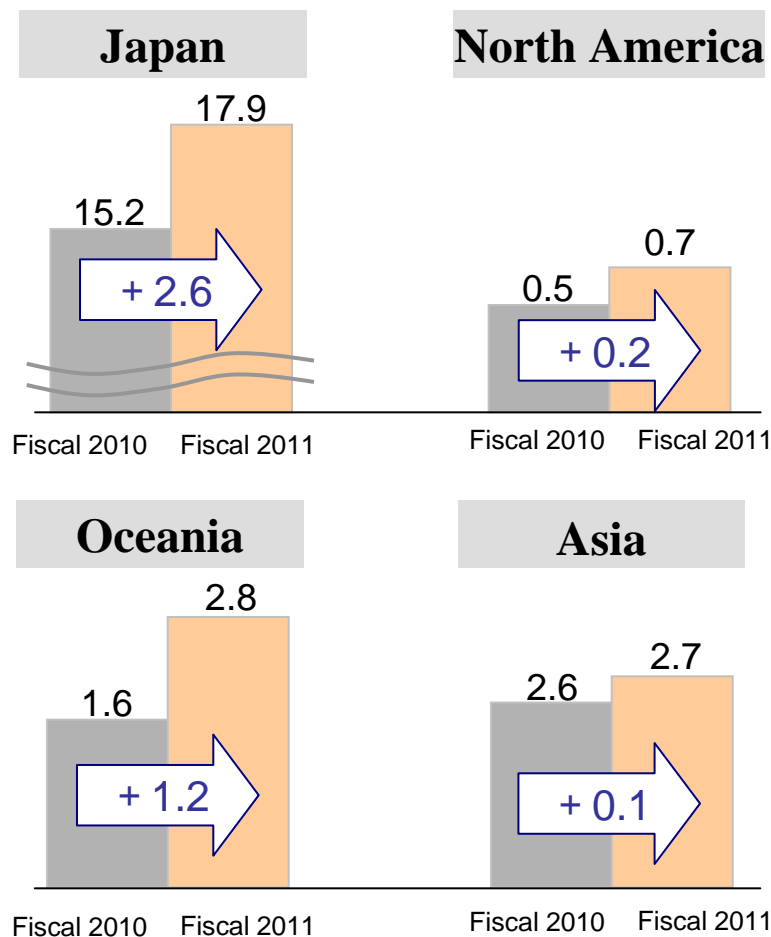 Japan
17.9
15.2
+ 2.6
Fiscal 2010 Fiscal 2011
North America
0.7
0.5
+ 0.2
Fiscal 2010 Fiscal 2011
Oceania
2.8
1.6
+ 1.2
Fiscal 2010 Fiscal 2011
Asia
2.7
2.6
+ 0.1
Fiscal 2010 Fiscal 2011